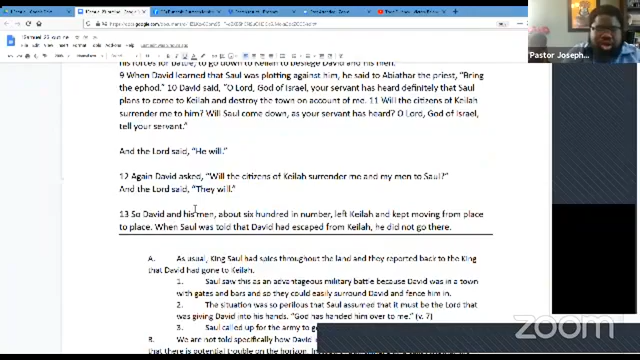 1Samuel 23 outline
"Pastor Joseph...
his forces for battle, to go down to Keilah to besiege David and his men.
9 When David learned that Saul was plotting against him, he said to Abiathar the priest, "Bring
the ephod." 10 David said, "O Lord, God of Israel, your servant has heard definitely that Saul
plans to come to Keilah and destroy the town on account of me. 11 Will the citizens of Keilah
surrender me to him? Will Saul come down, as your servant has heard? O Lord, God of Israel,
tell your servant."
And the Lord said, "He will."
12 Again David asked, "Will the citizens of Keilah surrender me and my men to Saul?"
And the Lord said, "They will."
13 So David and his men, about six hundred in number, left Keilah and kept moving from place
to place. When Saul was told that David had escaped from Keilah, he did not go there.
A. As usual, King Saul had spies throughout the land and they reported back to the King
that David had gone to Keilah.
1. Saul saw this as an advantageous military battle because David was in a town
with gates and bars and so they could easily surround David and fence him in.
2. The situation was so perilous that Saul assumed that it must be the Lord that
was giving David into his hands. "God has handed him over to me." (v. 7)
3. Saul called up for the army to g
B. We are not told specifically how David
that there is potential trouble on the horizon.
zoom